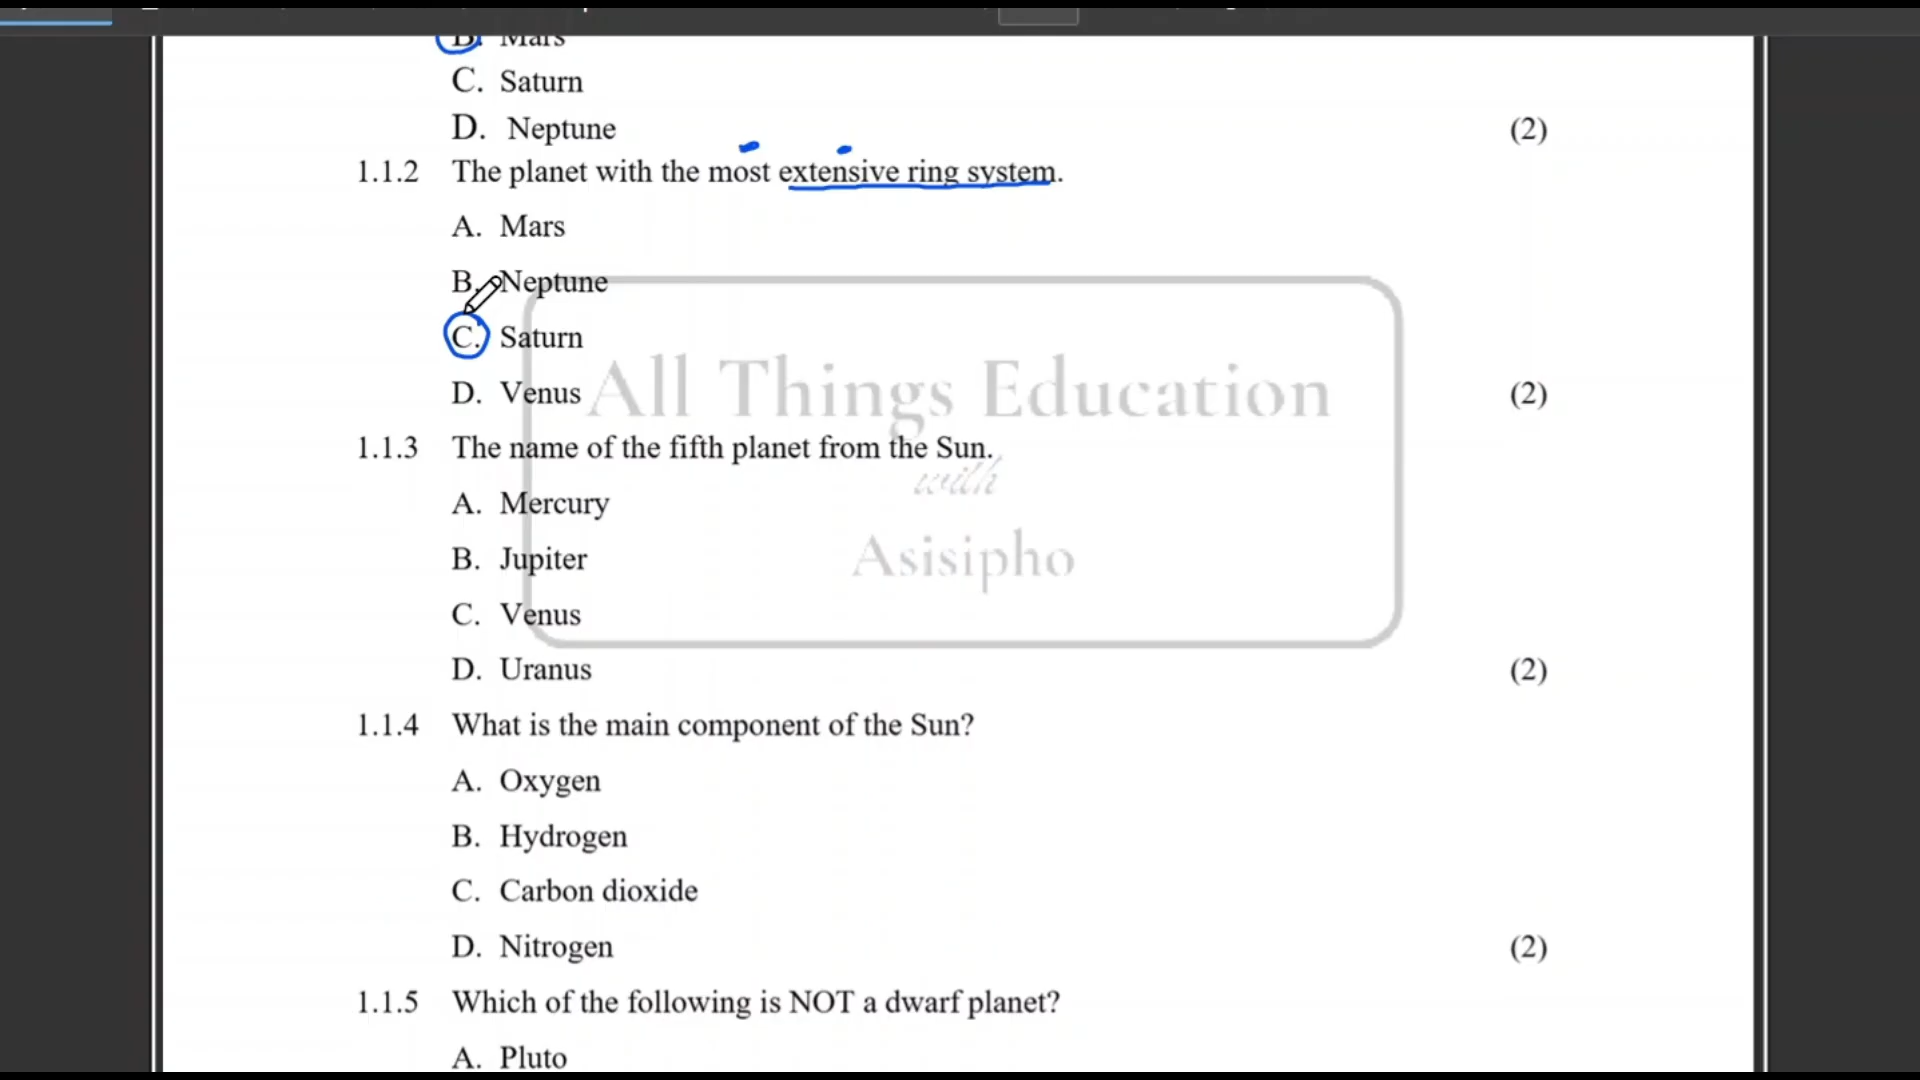 B. Mars
C. Saturn
D. Neptune (2)
1.1.2 The planet with the most extensive ring system.
A. Mars
B. Neptune
C. Saturn
D. Venus (2)
1.1.3 The name of the fifth planet from the Sun.
A. Mercury
B. Jupiter
C. Venus
D. Uranus (2)
1.1.4 What is the main component of the Sun?
A. Oxygen
B. Hydrogen
C. Carbon dioxide
D. Nitrogen (2)
1.1.5 Which of the following is NOT a dwarf planet?
A. Pluto
All Things Education
with
Asisipho